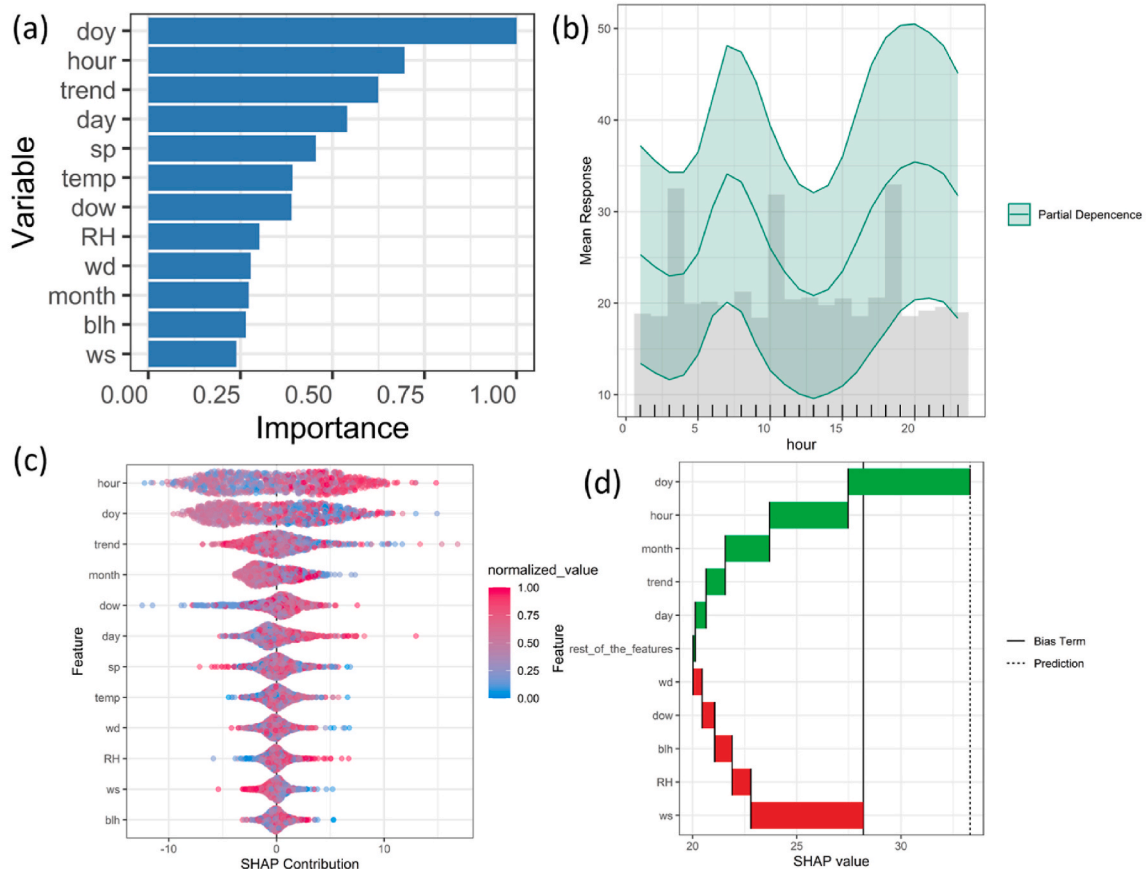 (a)
Variable
doy
hour
trend
day
sp
temp
dow
RH
wd
month
blh
ws
0.00 0.25 0.50 0.75 1.00
Importance
(b)
Mean Response
50
40
30
20
10
0 5 10 15 20
hour
Partial Depencence
(c)
Feature
hour
doy
trend
month
dow
day
sp
temp
wd
RH
ws
blh
-10 0 10
SHAP Contribution
normalized_value
1.00
0.75
0.50
0.25
0.00
(d)
Feature
doy
hour
month
trend
day
rest_of_the_features
wd
dow
blh
RH
ws
20 25 30
SHAP value
Bias Term
Prediction